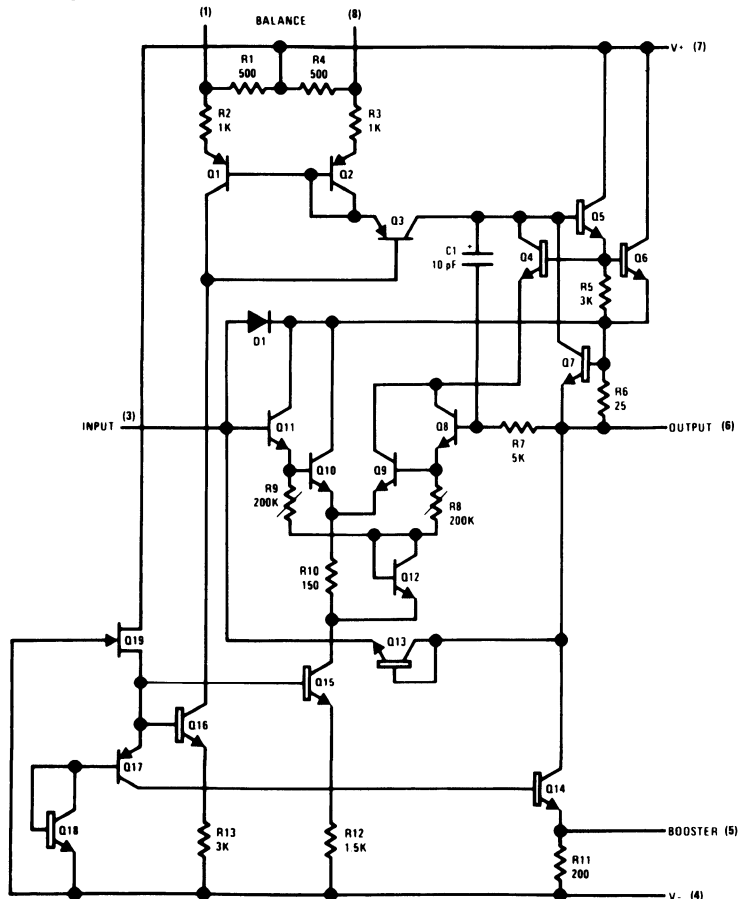 (1)
BALANCE
(8)
V+ (7)
R1
500
R4
500
R2
1K
R3
1K
Q1
Q2
Q3
Q5
C1
+
10 pF
Q4
Q6
R5
3K
D1
Q7
R6
25
INPUT (3)
Q11
Q8
OUTPUT (6)
R7
5K
Q10
Q9
R9
200K
R8
200K
R10
150
Q12
Q19
Q13
Q15
Q16
Q17
Q14
Q18
R13
3K
R12
1.5K
BOOSTER (5)
R11
200
V- (4)